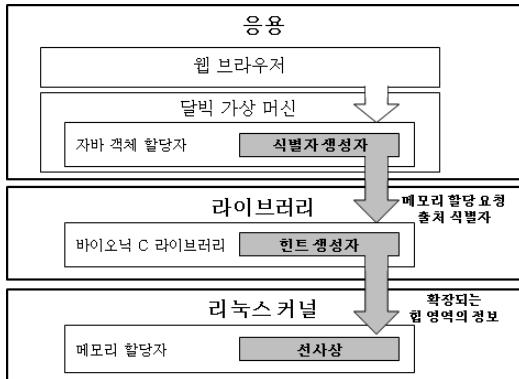 응용
웹 브라우저
달빅 가상 머신
자바 객체 할당자
식별자 생성자
메모리 할당 요청
출처 식별자
라이브러리
바이오닉 C 라이브러리
힌트 생성자
확장되는
힙 영역의 정보
리눅스 커널
메모리 할당자
선사상